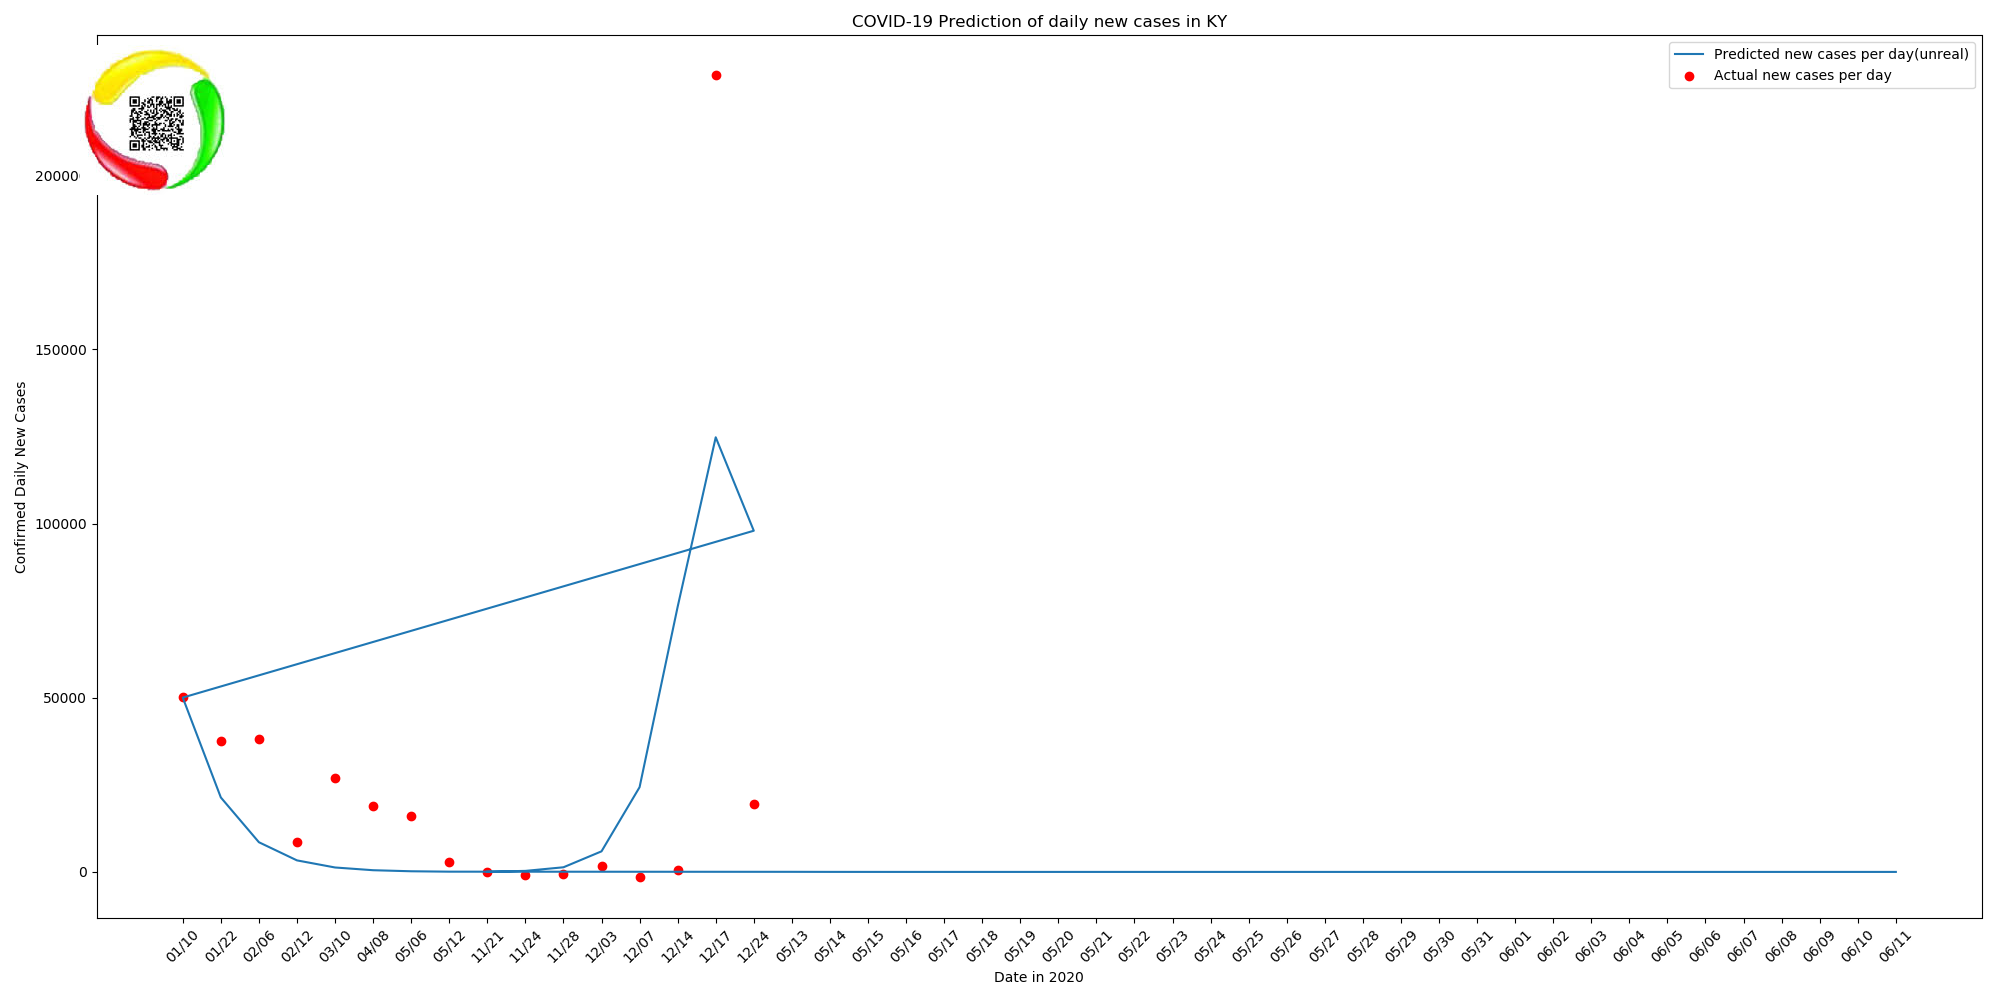 COVID-19 Prediction of daily new cases in KY
Predicted new cases per day(unreal)
Actual new cases per day
150000
100000
50000
0
Confirmed Daily New Cases
01/10 01/22 02/06 02/12 03/10 04/08 05/06 05/12 11/21 11/24 11/28 12/03 12/07 12/14 12/17 12/24 05/13 05/14 05/15 05/16 05/17 05/18 05/19 05/20 05/21 05/22 05/23 05/24 05/25 05/26 05/27 05/28 05/29 05/30 05/31 06/01 06/02 06/03 06/04 06/05 06/06 06/07 06/08 06/09 06/10 06/11
Date in 2020